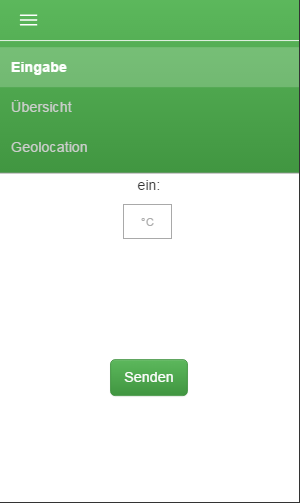 Eingabe
Übersicht
Geolocation
ein:
°C
Senden